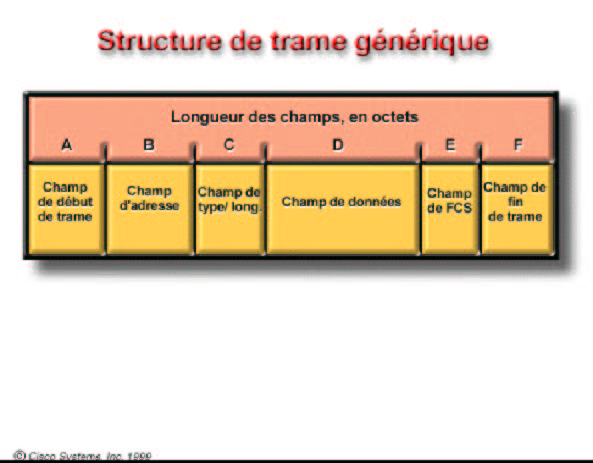 Structure de trame générique
Longueur des champs, en octets
A B C D E F
Champ de début de trame
Champ d'adresse
Champ de type/ long.
Champ de données
Champ de FCS
Champ de fin de trame
© Cisco Systems, Inc. 1999